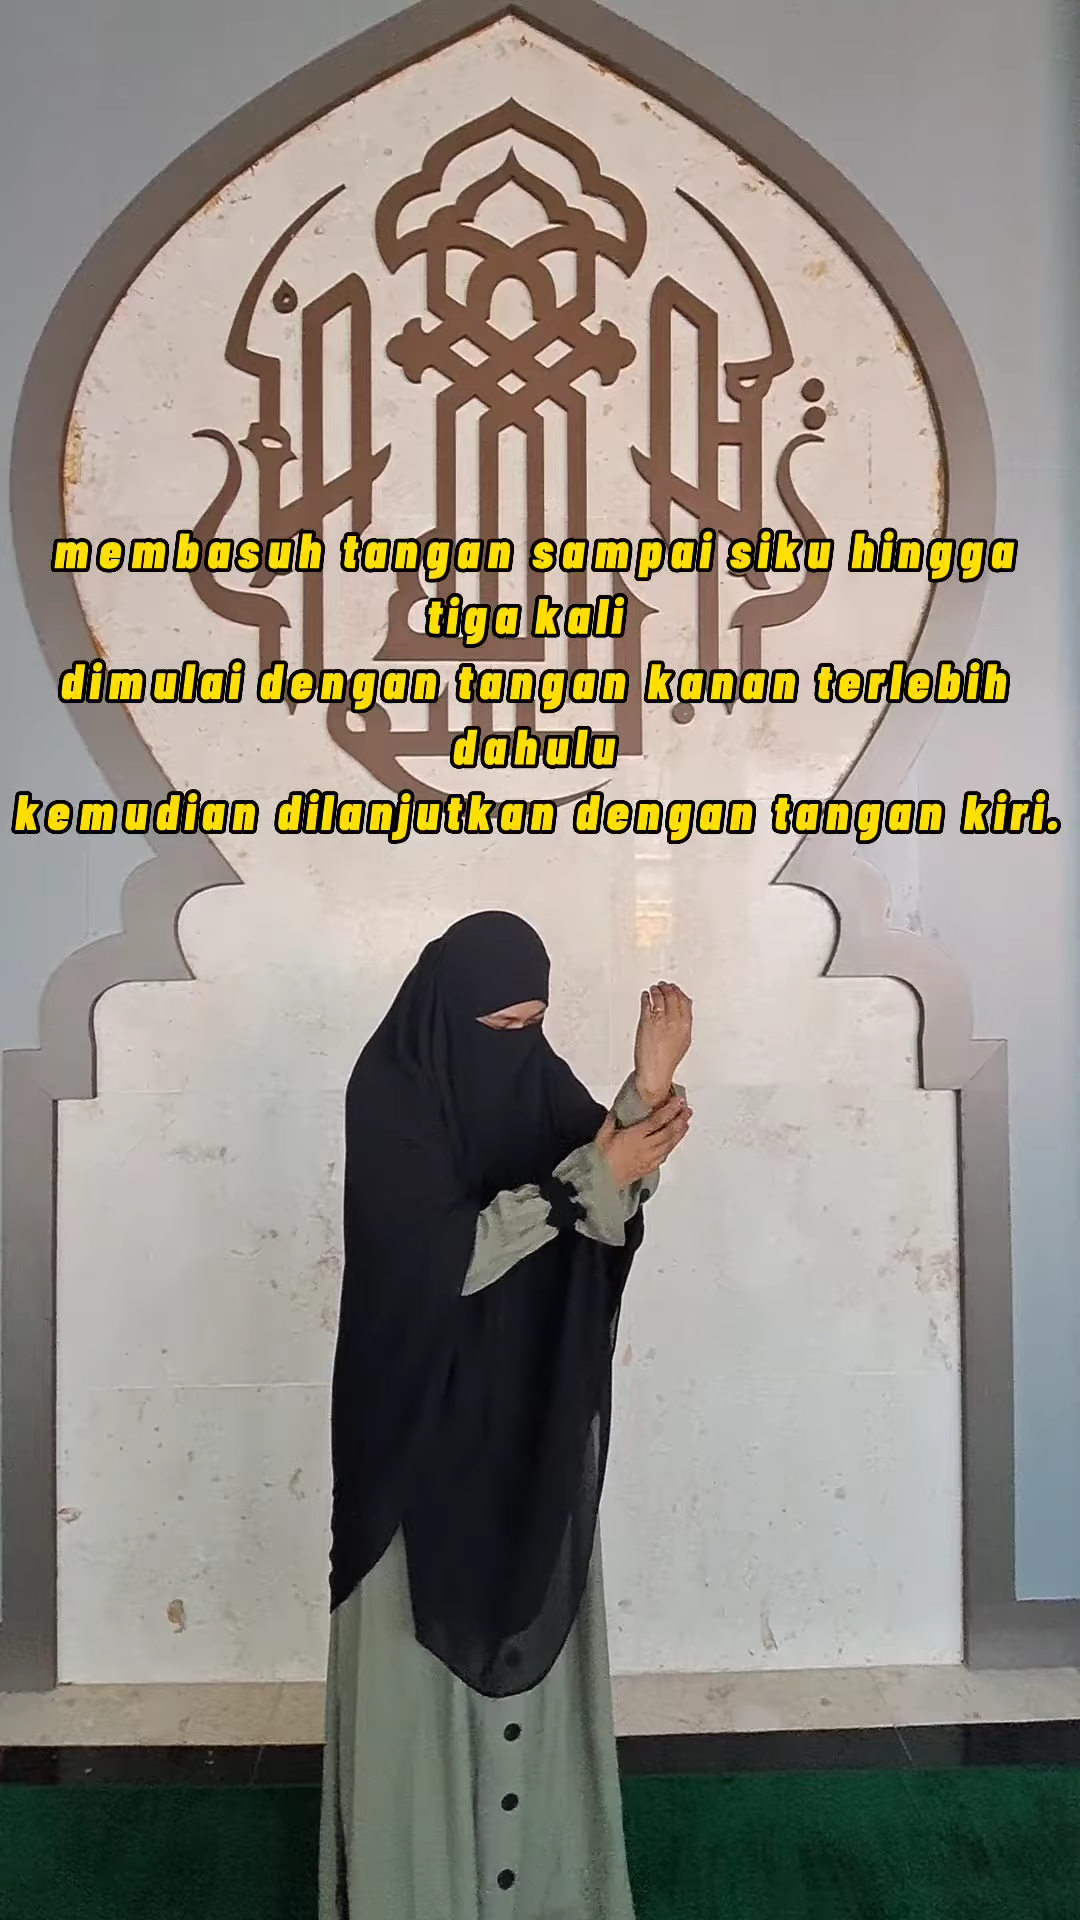 membasuh tangan sampai siku hingga
tiga kali
dimulai dengan tangan kanan terlebih
dahulu
kemudian dilanjutkan dengan tangan kiri.